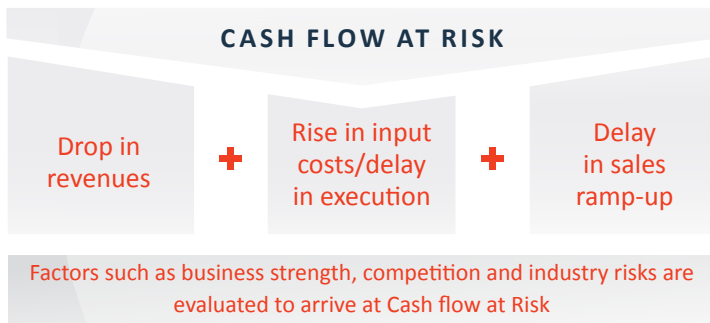 CASH FLOW AT RISK
Drop in
revenues
+
Rise in input
costs/delay
in execution
+
Delay
in sales
ramp-up
Factors such as business strength, competition and industry risks are
evaluated to arrive at Cash flow at Risk